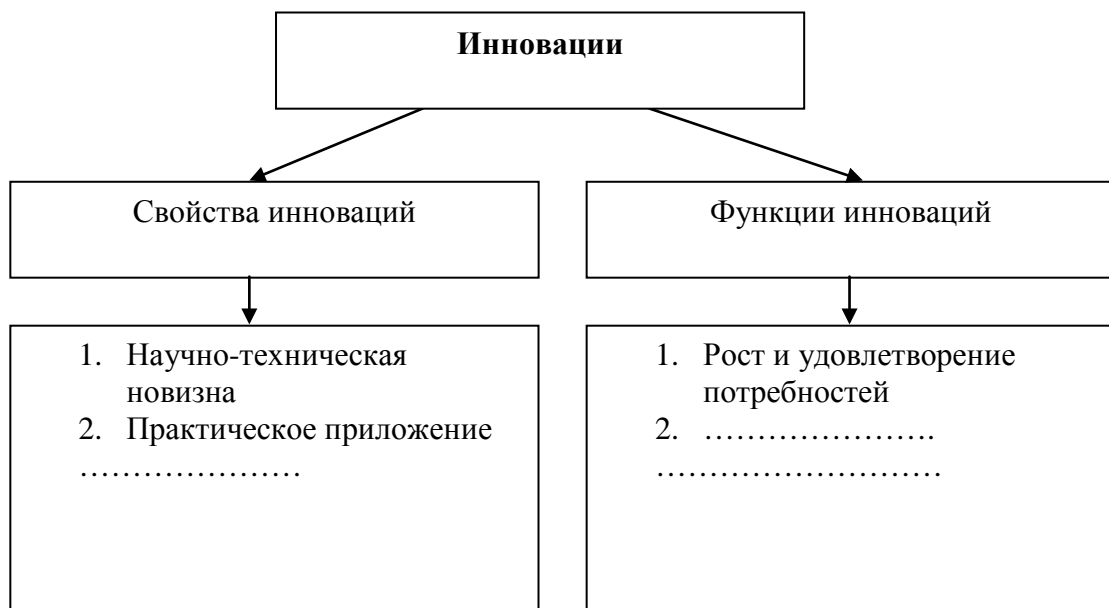 Инновации
Свойства инноваций
Функции инноваций
1. Научно-техническая
новизна
2. Практическое приложение
…………………
1. Рост и удовлетворение
потребностей
2. ………………….
………………………